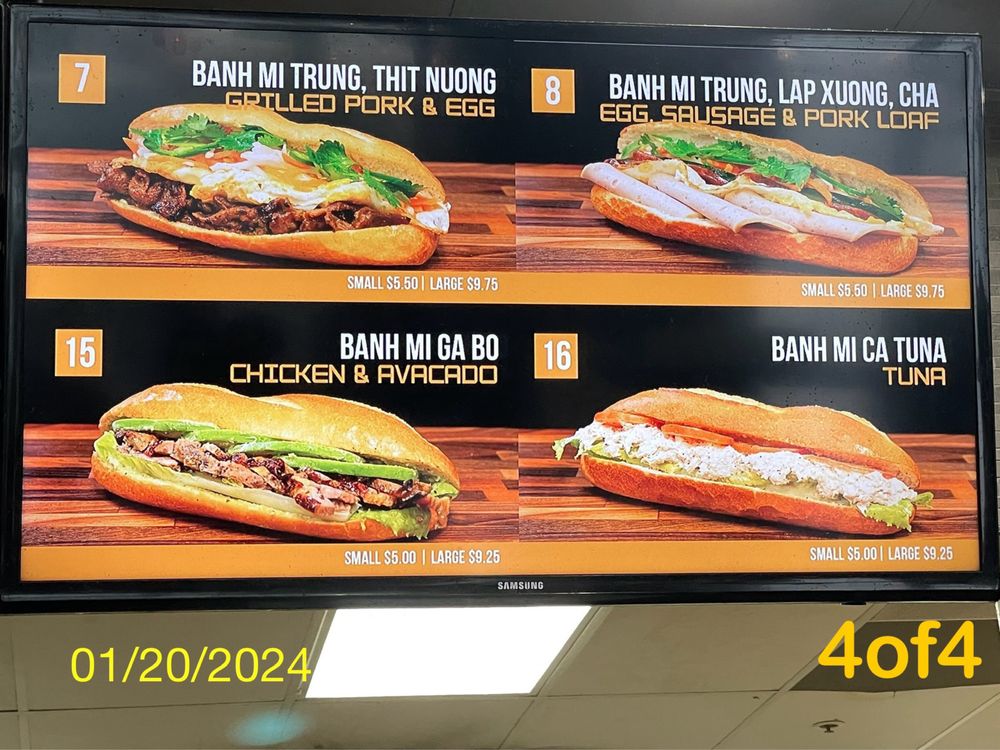 7
BANH MI TRUNG, THIT NUONG
GRILLED PORK & EGG
SMALL $5.50 | LARGE $9.75
8
BANH MI TRUNG, LAP XUONG, CHA
EGG, SAUSAGE & PORK LOAF
SMALL $5.50 | LARGE $9.75
15
BANH MI GA BO
CHICKEN & AVACADO
SMALL $5.00 | LARGE $9.25
16
BANH MI CA TUNA
TUNA
SMALL $5.00 | LARGE $9.25
SAMSUNG
01/20/2024
4of4